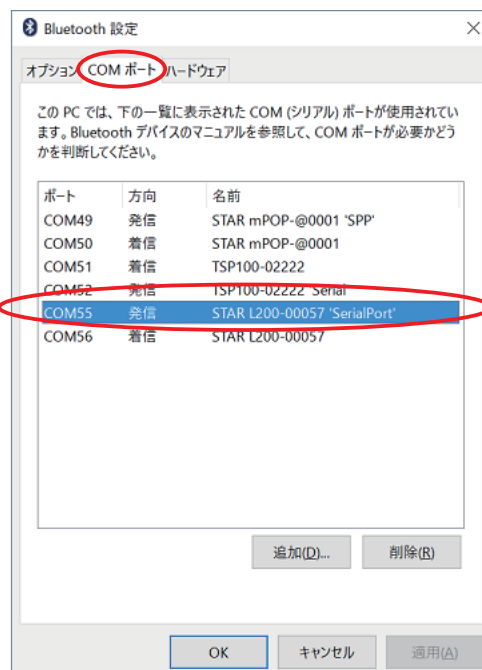 Bluetooth 設定
オプション COM ポート ハードウェア
この PC では、下の一覧に表示された COM (シリアル) ポートが使用されてい
ます。Bluetooth デバイスのマニュアルを参照して、COM ポートが必要かどう
かを判断してください。
ポート 方向 名前
COM49 発信 STAR mPOP-@0001 'SPP'
COM50 着信 STAR mPOP-@0001
COM51 着信 TSP100-02222
COM52 発信 TSP100-02222 'Serial'
COM55 発信 STAR L200-00057 'SerialPort'
COM56 着信 STAR L200-00057
追加(D)... 削除(R)
OK キャンセル 適用(A)